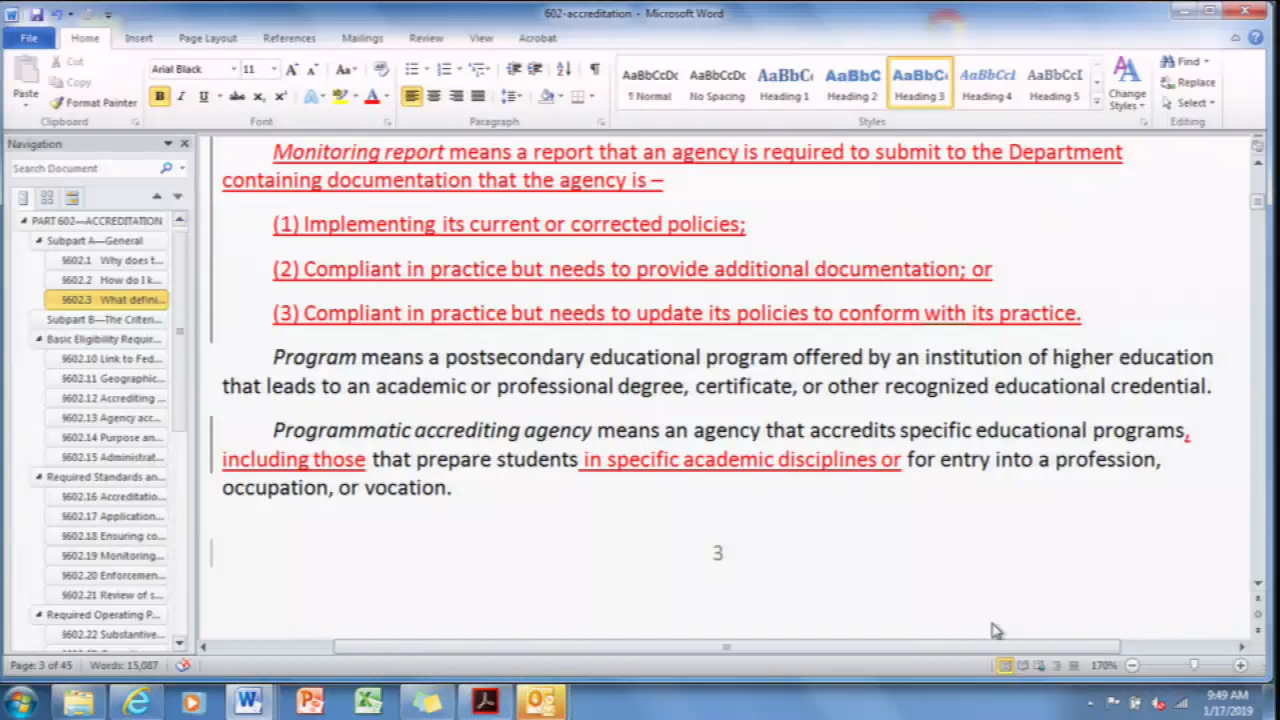 602-accreditation - Microsoft Word
File Home Insert Page Layout References Mailings Review View Acrobat
Paste
Cut
Copy
Format Painter
Clipboard
Arial Black 11
Font
Paragraph
AaBbCcDc AaBbCcDc AaBbC AaBbC AaBbC AaBbCcI AaBbCcI
¶ Normal No Spacing Heading 1 Heading 2 Heading 3 Heading 4 Heading 5
Change Styles
Styles
Find
Replace
Select
Editing
Navigation
Search Document
PART 602—ACCREDITATION
Subpart A—General
§602.1 Why does t...
§602.2 How do I k...
§602.3 What defini...
Subpart B—The Criteri...
Basic Eligibility Requir...
§602.10 Link to Fed...
§602.11 Geographic...
§602.12 Accrediting ...
§602.13 Agency acc...
§602.14 Purpose an...
§602.15 Administrat...
Required Standards an...
§602.16 Accreditatio...
§602.17 Application...
§602.18 Ensuring co...
§602.19 Monitoring...
§602.20 Enforcemen...
§602.21 Review of s...
Required Operating P...
§602.22 Substantive...
Monitoring report means a report that an agency is required to submit to the Department
containing documentation that the agency is –
(1) Implementing its current or corrected policies;
(2) Compliant in practice but needs to provide additional documentation; or
(3) Compliant in practice but needs to update its policies to conform with its practice.
Program means a postsecondary educational program offered by an institution of higher education
that leads to an academic or professional degree, certificate, or other recognized educational credential.
Programmatic accrediting agency means an agency that accredits specific educational programs,
including those that prepare students in specific academic disciplines or for entry into a profession,
occupation, or vocation.
3
Page: 3 of 45 Words: 15,087
170%
9:49 AM
1/17/2019